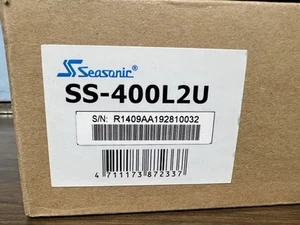 Seasonic®
SS-400L2U
S/N: R1409AA192810032
4 711173 872337